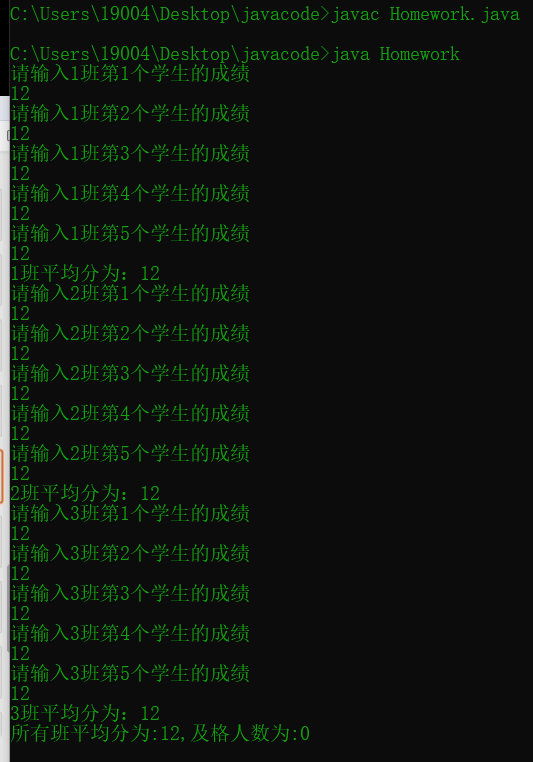 C:\Users\19004\Desktop\javacode>javac Homework.java
C:\Users\19004\Desktop\javacode>java Homework
请输入1班第1个学生的成绩
12
请输入1班第2个学生的成绩
12
请输入1班第3个学生的成绩
12
请输入1班第4个学生的成绩
12
请输入1班第5个学生的成绩
12
1班平均分为：12
请输入2班第1个学生的成绩
12
请输入2班第2个学生的成绩
12
请输入2班第3个学生的成绩
12
请输入2班第4个学生的成绩
12
请输入2班第5个学生的成绩
12
2班平均分为：12
请输入3班第1个学生的成绩
12
请输入3班第2个学生的成绩
12
请输入3班第3个学生的成绩
12
请输入3班第4个学生的成绩
12
请输入3班第5个学生的成绩
12
3班平均分为：12
所有班平均分为:12,及格人数为:0